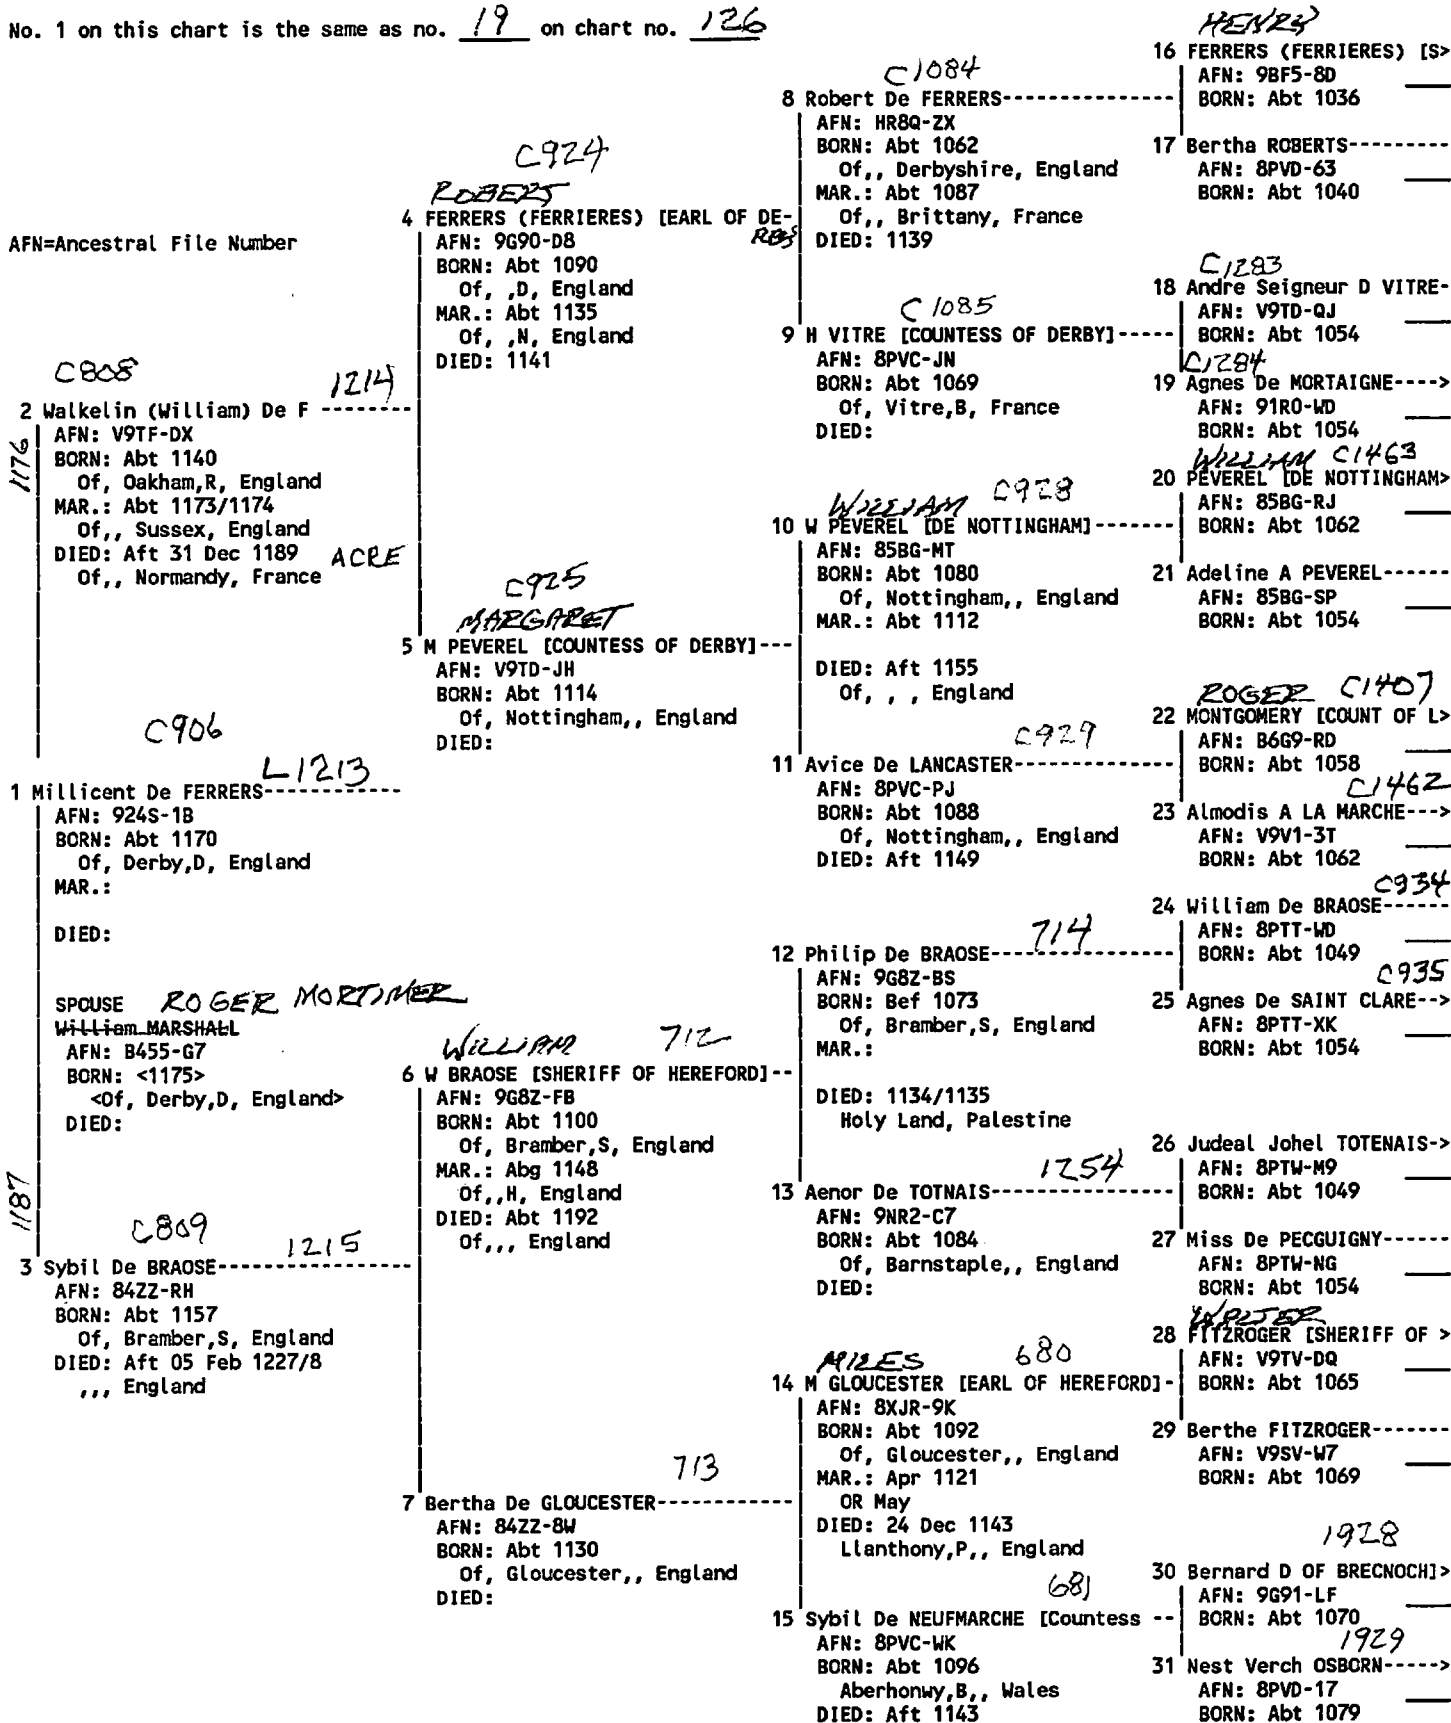 No. 1 on this chart is the same as no. 19 on chart no. 126
AFN=Ancestral File Number
C808
1214
2 Walkelin (William) De F --------
AFN: V9TF-DX
BORN: Abt 1140
Of, Oakham,R, England
MAR.: Abt 1173/1174
Of,, Sussex, England
DIED: Aft 31 Dec 1189 ACRE
Of,, Normandy, France
1176
C906
L1213
1 Millicent De FERRERS-----------
AFN: 924S-1B
BORN: Abt 1170
Of, Derby,D, England
MAR.:
DIED:
SPOUSE ROGER MORTIMER
William MARSHALL
AFN: B455-G7
BORN: <1175>
<Of, Derby,D, England>
DIED:
1187
C809
1215
3 Sybil De BRAOSE----------------
AFN: 84ZZ-RH
BORN: Abt 1157
Of, Bramber,S, England
DIED: Aft 05 Feb 1227/8
,,, England
C924
ROBERT
4 FERRERS (FERRIERES) [EARL OF DE-
RBY
AFN: 9G90-D8
BORN: Abt 1090
Of, ,D, England
MAR.: Abt 1135
Of, ,N, England
DIED: 1141
C925
MARGARET
5 M PEVEREL [COUNTESS OF DERBY]---
AFN: V9TD-JH
BORN: Abt 1114
Of, Nottingham,, England
DIED:
WILLIAM 712
6 W BRAOSE [SHERIFF OF HEREFORD]--
AFN: 9G8Z-FB
BORN: Abt 1100
Of, Bramber,S, England
MAR.: Abg 1148
Of,,H, England
DIED: Abt 1192
Of,,, England
713
7 Bertha De GLOUCESTER------------
AFN: 84ZZ-8W
BORN: Abt 1130
Of, Gloucester,, England
DIED:
C1084
8 Robert De FERRERS---------------
AFN: HR8Q-ZX
BORN: Abt 1062
Of,, Derbyshire, England
MAR.: Abt 1087
Of,, Brittany, France
DIED: 1139
C1085
9 H VITRE [COUNTESS OF DERBY]-----
AFN: 8PVC-JN
BORN: Abt 1069
Of, Vitre,B, France
DIED:
WILLIAM C928
10 W PEVEREL [DE NOTTINGHAM]-------
AFN: 85BG-MT
BORN: Abt 1080
Of, Nottingham,, England
MAR.: Abt 1112
DIED: Aft 1155
Of, , , England
C929
11 Avice De LANCASTER--------------
AFN: 8PVC-PJ
BORN: Abt 1088
Of, Nottingham,, England
DIED: Aft 1149
714
12 Philip De BRAOSE----------------
AFN: 9G8Z-BS
BORN: Bef 1073
Of, Bramber,S, England
MAR.:
DIED: 1134/1135
Holy Land, Palestine
1254
13 Aenor De TOTNAIS----------------
AFN: 9NR2-C7
BORN: Abt 1084
Of, Barnstaple,, England
DIED:
MILES 680
14 M GLOUCESTER [EARL OF HEREFORD]-
AFN: 8XJR-9K
BORN: Abt 1092
Of, Gloucester,, England
MAR.: Apr 1121
OR May
DIED: 24 Dec 1143
Llanthony,P,, England
681
15 Sybil De NEUFMARCHE [Countess --
AFN: 8PVC-WK
BORN: Abt 1096
Aberhonwy,B,, Wales
DIED: Aft 1143
HENRY
16 FERRERS (FERRIERES) [S>
AFN: 9BF5-8D
BORN: Abt 1036
17 Bertha ROBERTS---------
AFN: 8PVD-63
BORN: Abt 1040
C1283
18 Andre Seigneur D VITRE-
AFN: V9TD-QJ
BORN: Abt 1054
C1284
19 Agnes De MORTAIGNE---->
AFN: 91R0-WD
BORN: Abt 1054
WILLIAM C1463
20 PEVEREL [DE NOTTINGHAM>
AFN: 85BG-RJ
BORN: Abt 1062
21 Adeline A PEVEREL------
AFN: 85BG-SP
BORN: Abt 1054
ROGER C1407
22 MONTGOMERY [COUNT OF L>
AFN: B6G9-RD
BORN: Abt 1058
C1462
23 Almodis A LA MARCHE--->
AFN: V9V1-3T
BORN: Abt 1062
C934
24 William De BRAOSE------
AFN: 8PTT-WD
BORN: Abt 1049
C935
25 Agnes De SAINT CLARE-->
AFN: 8PTT-XK
BORN: Abt 1054
26 Judeal Johel TOTENAIS->
AFN: 8PTW-M9
BORN: Abt 1049
27 Miss De PECGUIGNY------
AFN: 8PTW-NG
BORN: Abt 1054
WALTER
28 FITZROGER [SHERIFF OF >
AFN: V9TV-DQ
BORN: Abt 1065
29 Berthe FITZROGER-------
AFN: V9SV-W7
BORN: Abt 1069
1928
30 Bernard D OF BRECNOCH]>
AFN: 9G91-LF
BORN: Abt 1070
1929
31 Nest Verch OSBORN----->
AFN: 8PVD-17
BORN: Abt 1079